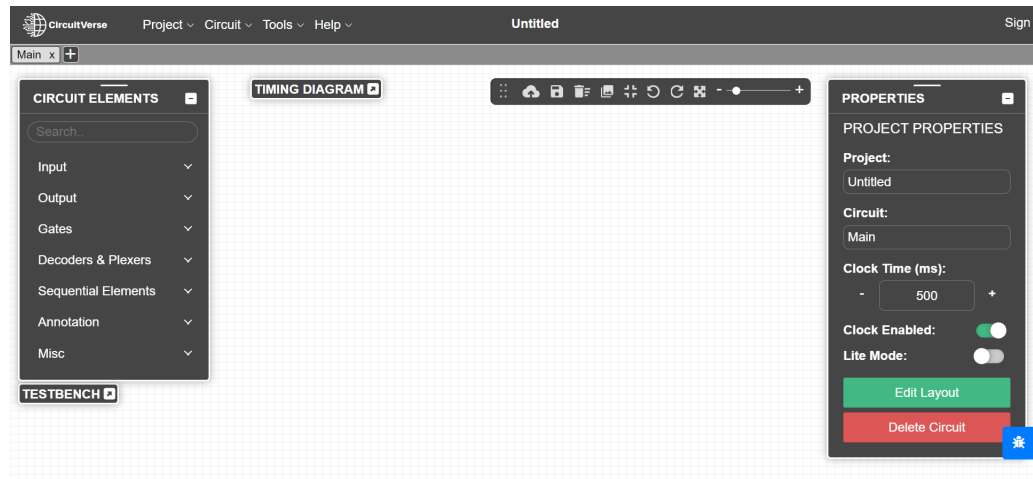 CircuitVerse Project Circuit Tools Help Untitled Sign
Main x +
CIRCUIT ELEMENTS
Search..
Input
Output
Gates
Decoders & Plexers
Sequential Elements
Annotation
Misc
TESTBENCH
TIMING DIAGRAM
- +
PROPERTIES
PROJECT PROPERTIES
Project:
Untitled
Circuit:
Main
Clock Time (ms):
- 500 +
Clock Enabled:
Lite Mode:
Edit Layout
Delete Circuit